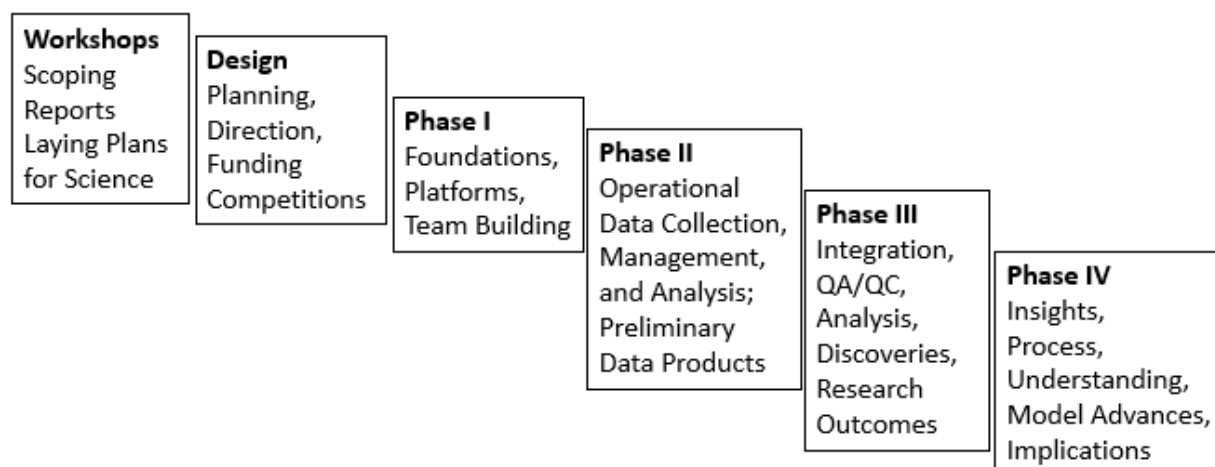 Workshops
Scoping
Reports
Laying Plans
for Science
Design
Planning,
Direction,
Funding
Competitions
Phase I
Foundations,
Platforms,
Team Building
Phase II
Operational
Data Collection,
Management,
and Analysis;
Preliminary
Data Products
Phase III
Integration,
QA/QC,
Analysis,
Discoveries,
Research
Outcomes
Phase IV
Insights,
Process,
Understanding,
Model Advances,
Implications